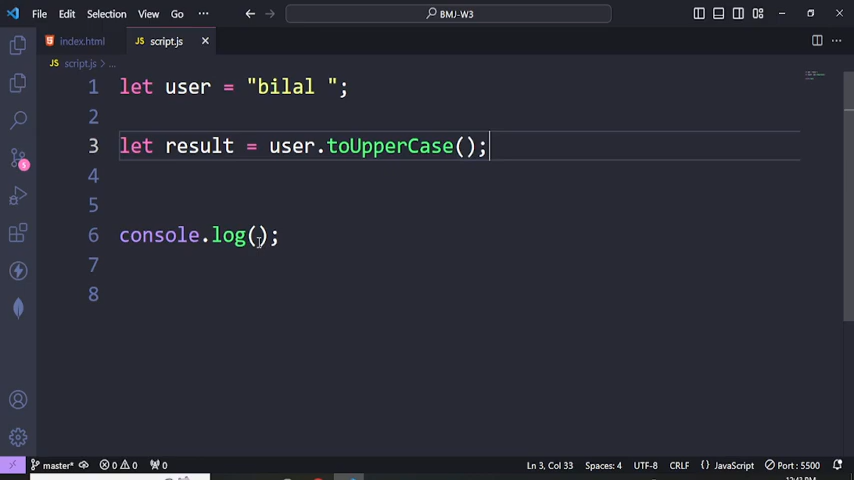 File Edit Selection View Go ... BMJ-W3
index.html JS script.js
JS script.js > ...
1 let user = "bilal ";
2
3 let result = user.toUpperCase();
4
5
6 console.log();
7
8
5
master* 0 0 0 Ln 3, Col 33 Spaces: 4 UTF-8 CRLF {} JavaScript Port : 5500